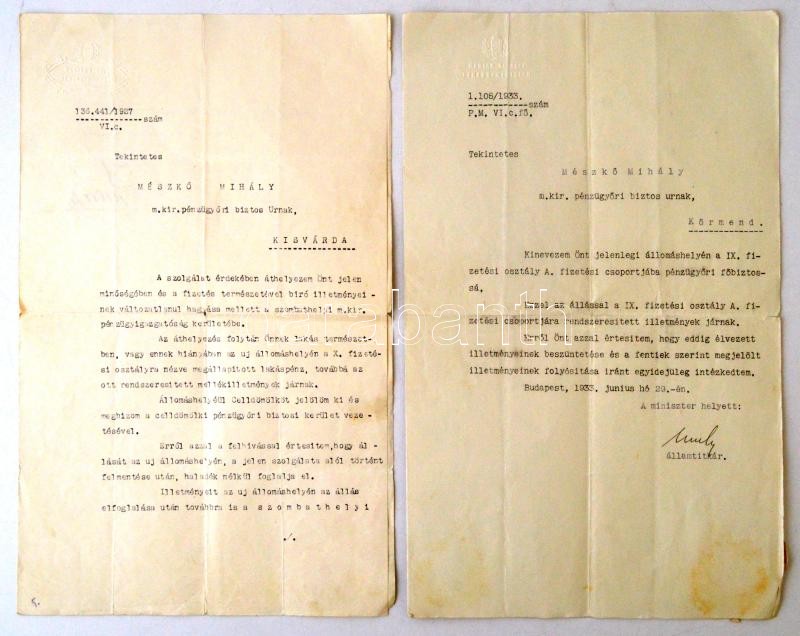 136.441/1927
szám
VI.c.
Tekintetes
MÉSZKŐ MIHÁLY
m.kir.pénzügyőri biztos Urnak,
KISVÁRDA
A szolgálat érdekében áthelyezem Önt jelen
minőségében és a fizetés természetével biró illetményei-
nek változatlanul hagyása mellett a szombathelyi m.kir.
pénzügyigazgatóság kerületébe.
Az áthelyezés folytán Önnek lakás természet-
ben, vagy ennek hiányában az uj állomáshelyén a X. fizeté-
si osztályra nézve megállapitott lakáspénz, továbbá az
ott rendszeresitett mellékilletmények járnak.
Állomáshelyéül Celldömölköt jelölöm ki és
megbizom a celldömölki pénzügyőri biztosi kerület veze-
tésével.
Erről azzal a felhivással értesitem,hogy ál-
lását az uj állomáshelyén, a jelen szolgálata alól történt
felmentése után, haladék nélkül foglalja el.
Illetményeit az uj állomáshelyén az állás
elfoglalása után továbbra is a szombathelyi
./.
1.105/1933.
szám
P.M. VI.c.fő.
Tekintetes
Mészkő Mihály
m.kir. pénzügyőri biztos urnak,
Körmend.
Kinevezem Önt jelenlegi állomáshelyén a IX. fi-
zetési osztály A. fizetési csoportjába pénzügyőri főbiztos-
sá.
Ezzel az állással a IX. fizetési osztály A. fi-
zetési csoportjára rendszeresitett illetmények járnak.
Erről Önt azzal értesitem, hogy eddig élvezett
illetményeinek beszüntetése és a fentiek szerint megjelölt
illetményeinek folyósitása iránt egyidejüleg intézkedtem.
Budapest, 1933. junius hó 29.-én.
A miniszter helyett:
államtitkár.
darabanth